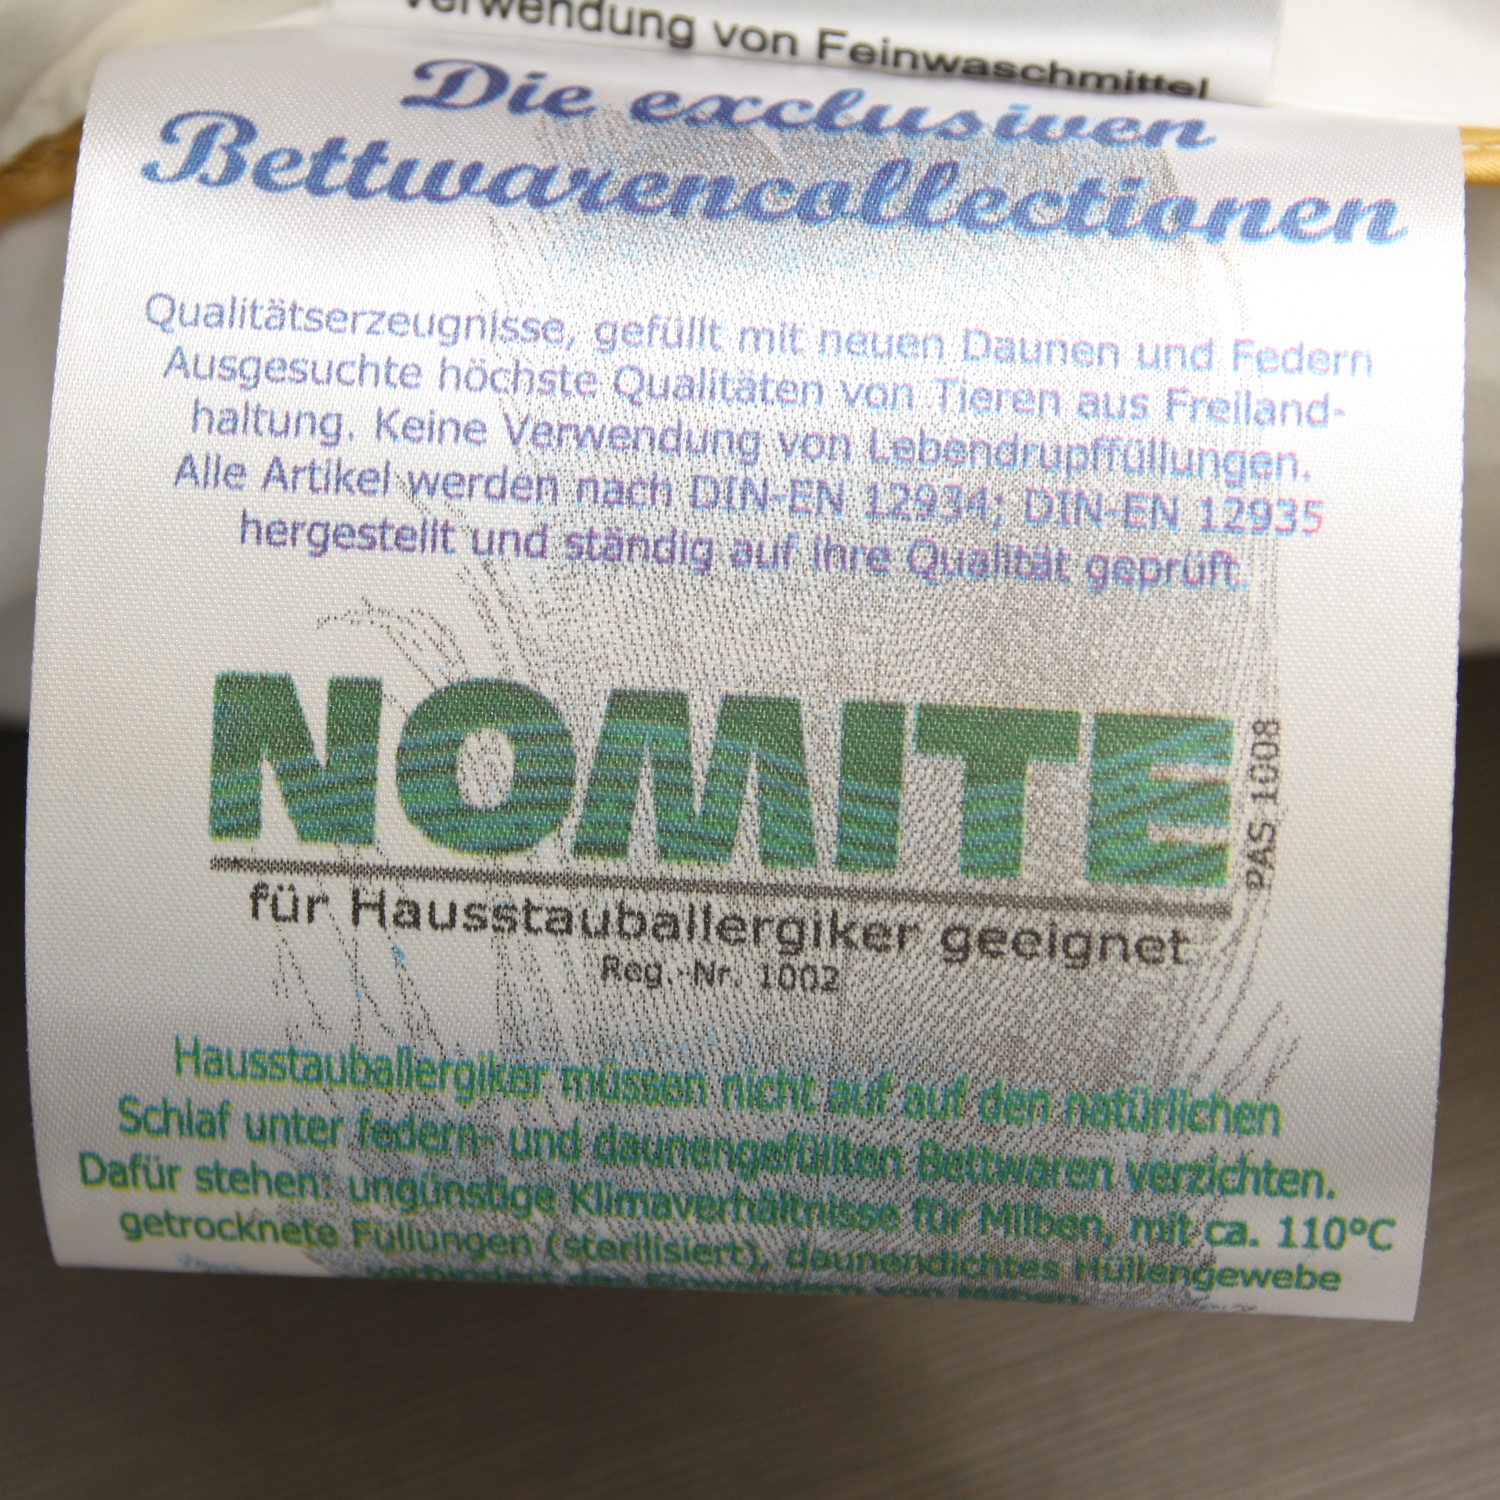 Verwendung von Feinwaschmittel
Die exclusiven
Bettwarencollectionen
Qualitätserzeugnisse, gefüllt mit neuen Daunen und Federn
Ausgesuchte höchste Qualitäten von Tieren aus Freiland-
haltung. Keine Verwendung von Lebendrupffüllungen.
Alle Artikel werden nach DIN-EN 12934; DIN-EN 12935
hergestellt und ständig auf ihre Qualität geprüft.
NOMITE
PAS 1008
für Hausstauballergiker geeignet
Reg.-Nr. 1002
Hausstauballergiker müssen nicht auf auf den natürlichen
Schlaf unter federn- und daunengefüllten Bettwaren verzichten.
Dafür stehen: ungünstige Klimaverhältnisse für Milben, mit ca. 110°C
getrocknete Füllungen (sterilisiert), daunendichtes Hüllengewebe